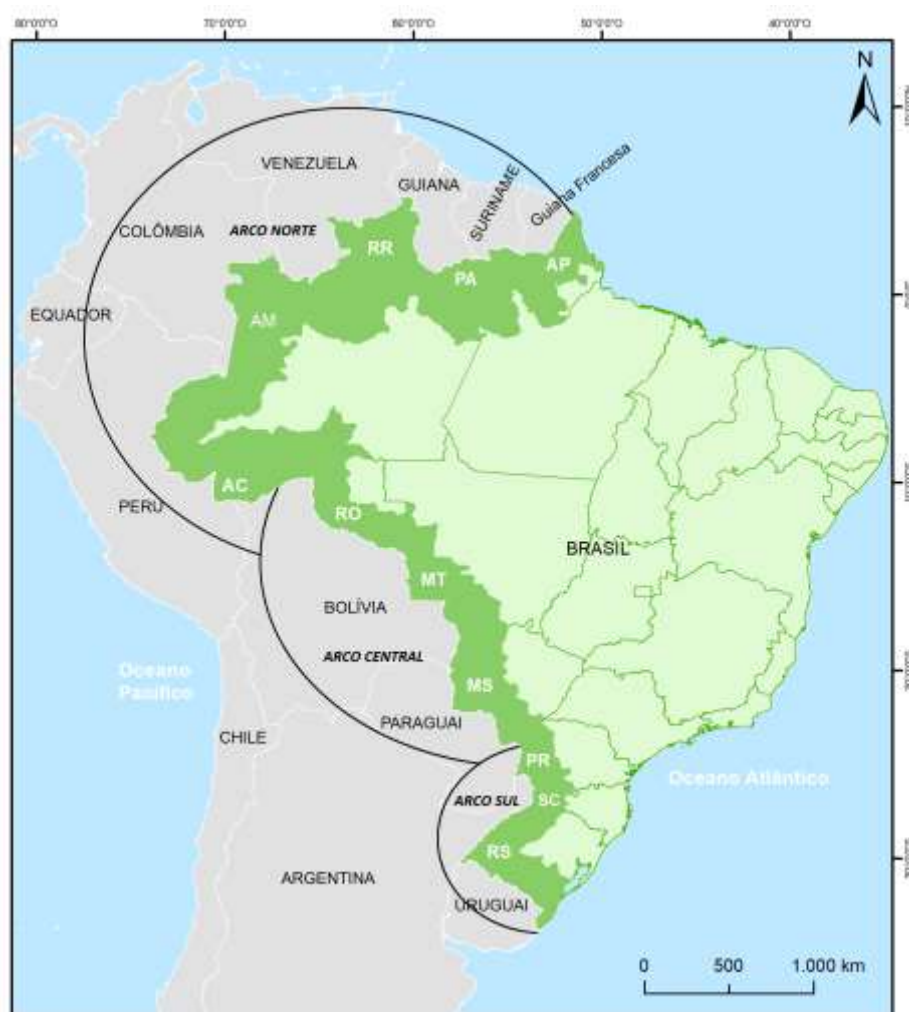 80°0'0"O
70°0'0"O
60°0'0"O
50°0'0"O
40°0'0"O
N
VENEZUELA
GUIANA
SURINAME
Guiana Francesa
COLÔMBIA
ARCO NORTE
RR
PA
AP
EQUADOR
AM
PERU
AC
RO
BRASIL
MT
BOLÍVIA
ARCO CENTRAL
Oceano
Pacífico
MS
PARAGUAI
CHILE
PR
Oceano Atlântico
ARCO SUL
SC
RS
ARGENTINA
URUGUAI
0 500 1.000 km